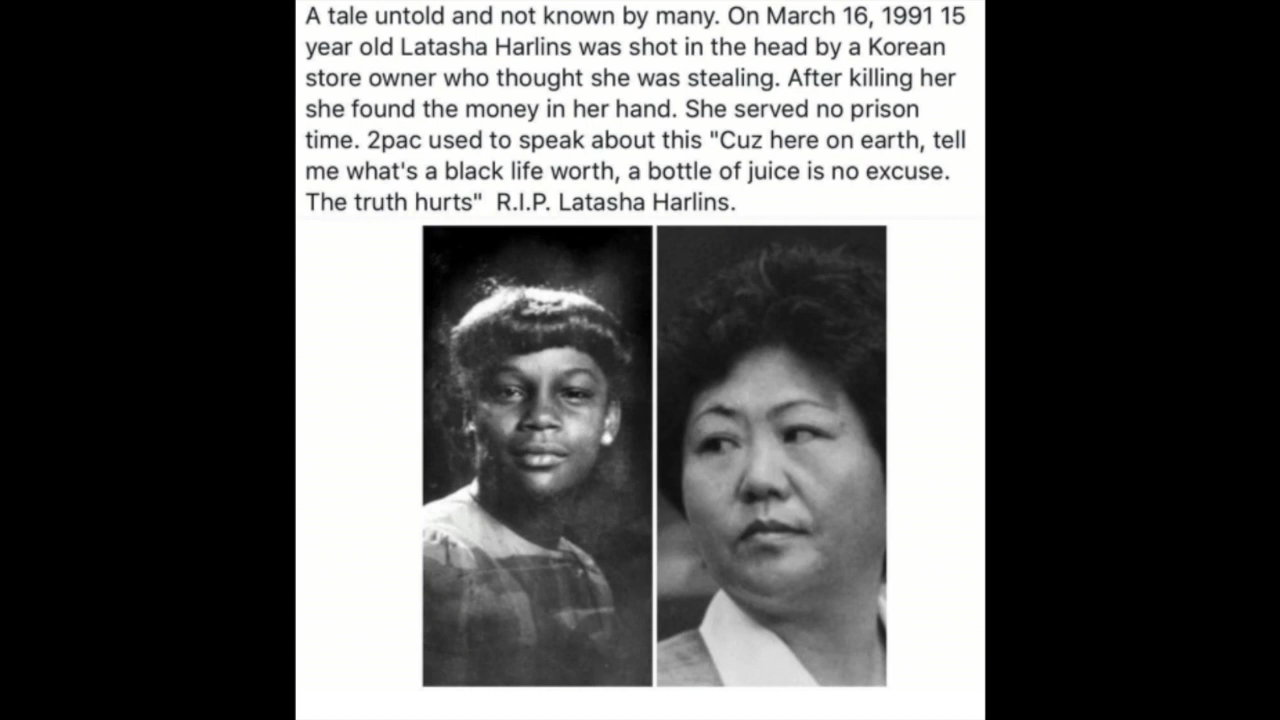 A tale untold and not known by many. On March 16, 1991 15
year old Latasha Harlins was shot in the head by a Korean
store owner who thought she was stealing. After killing her
she found the money in her hand. She served no prison
time. 2pac used to speak about this "Cuz here on earth, tell
me what's a black life worth, a bottle of juice is no excuse.
The truth hurts"  R.I.P. Latasha Harlins.